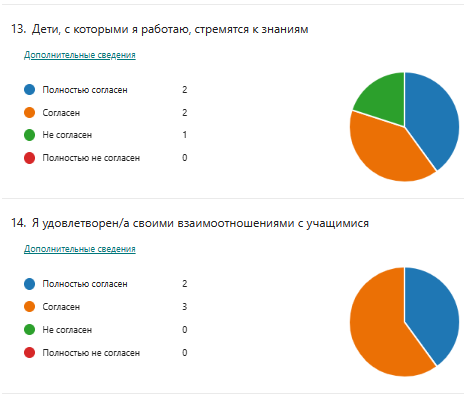 13. Дети, с которыми я работаю, стремятся к знаниям
Дополнительные сведения
Полностью согласен 2
Согласен 2
Не согласен 1
Полностью не согласен 0
14. Я удовлетворен/а своими взаимоотношениями с учащимися
Дополнительные сведения
Полностью согласен 2
Согласен 3
Не согласен 0
Полностью не согласен 0